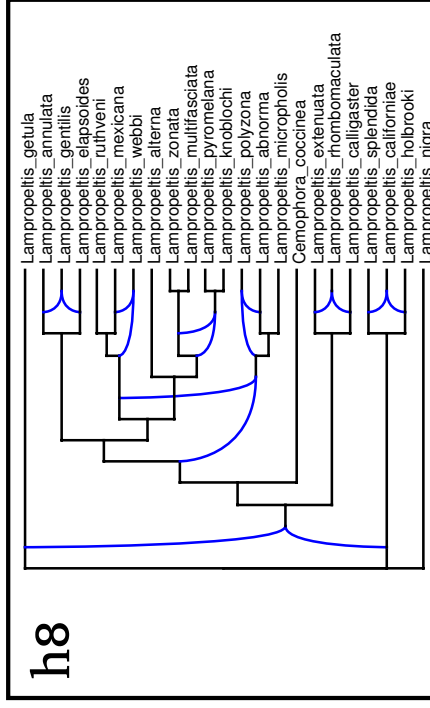 h8
Lampropeltis_getula
Lampropeltis_annulata
Lampropeltis_gentilis
Lampropeltis_elapsoides
Lampropeltis_ruthveni
Lampropeltis_mexicana
Lampropeltis_webbi
Lampropeltis_alterna
Lampropeltis_zonata
Lampropeltis_multifasciata
Lampropeltis_pyromelana
Lampropeltis_knoblochi
Lampropeltis_polyzona
Lampropeltis_abnorma
Lampropeltis_micropholis
Cemophora_coccinea
Lampropeltis_extenuata
Lampropeltis_rhombomaculata
Lampropeltis_calligaster
Lampropeltis_splendida
Lampropeltis_californiae
Lampropeltis_holbrooki
Lampropeltis_nigra